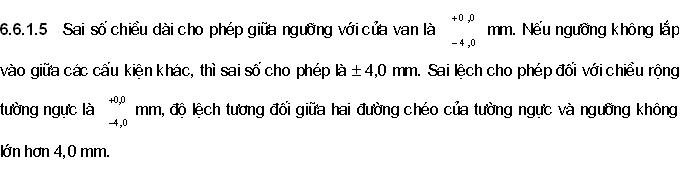 6.6.1.5 Sai số chiều dài cho phép giữa ngưỡng với cửa van là +0,0 −4,0 mm. Nếu ngưỡng không lắp
vào giữa các cấu kiện khác, thì sai số cho phép là ± 4,0 mm. Sai lệch cho phép đối với chiều rộng
tường ngực là +0,0 −4,0 mm, độ lệch tương đối giữa hai đường chéo của tường ngực và ngưỡng không
lớn hơn 4,0 mm.